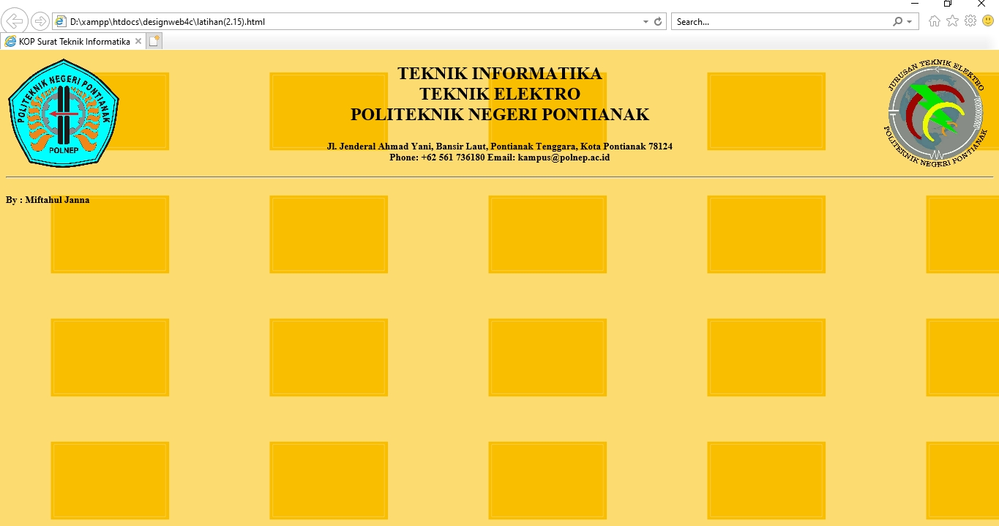 D:\xampp\htdocs\designweb4c\latihan(2.15).html
Search...
KOP Surat Teknik Informatika
POLITEKNIK NEGERI PONTIANAK
POLNEP
TEKNIK INFORMATIKA
TEKNIK ELEKTRO
POLITEKNIK NEGERI PONTIANAK
Jl. Jenderal Ahmad Yani, Bansir Laut, Pontianak Tenggara, Kota Pontianak 78124
Phone: +62 561 736180 Email: kampus@polnep.ac.id
JURUSAN TEKNIK ELEKTRO
POLITEKNIK NEGERI PONTIANAK
By : Miftahul Janna